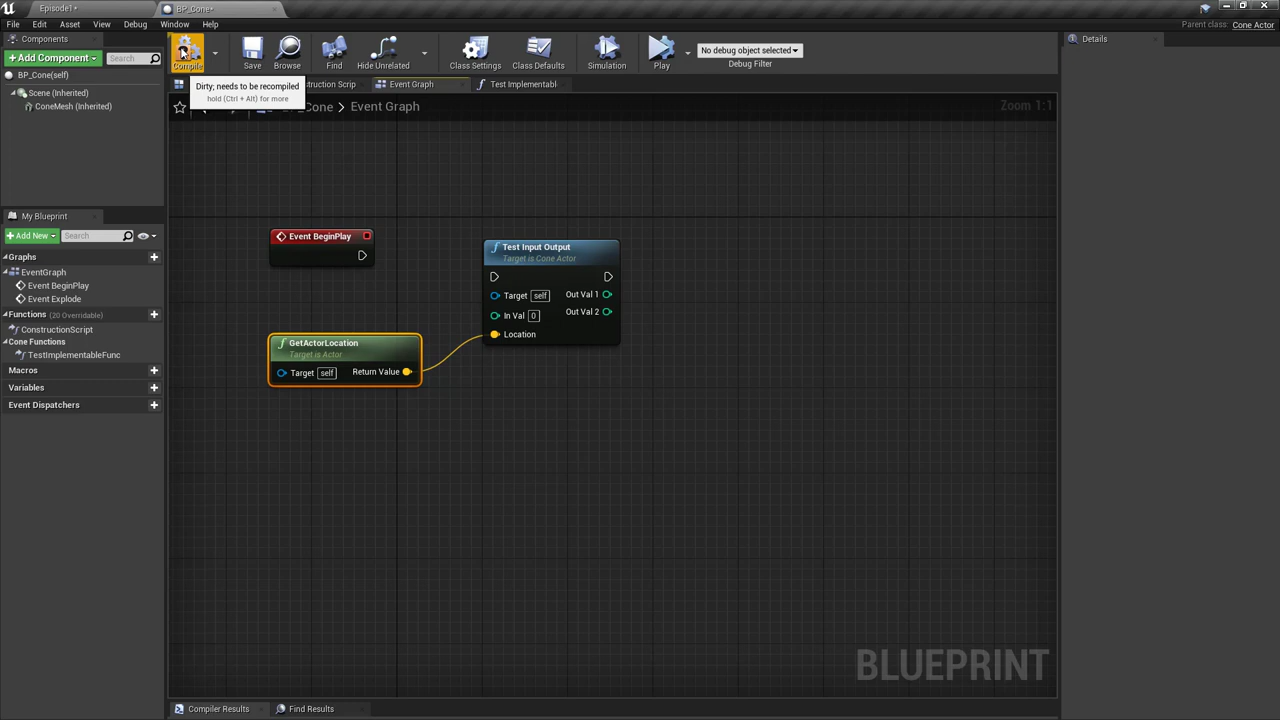 Episode1*
BP_Cone*
File Edit Asset View Debug Window Help
Parent class: Cone Actor
Components
+Add Component
Search
BP_Cone(self)
Scene (Inherited)
ConeMesh (Inherited)
Compile
Save
Browse
Find
Hide Unrelated
Class Settings
Class Defaults
Simulation
Play
No debug object selected
Debug Filter
Details
Dirty; needs to be recompiled
hold (Ctrl + Alt) for more
struction Scrip
Event Graph
Test Implementabl
Event Graph
Zoom 1:1
My Blueprint
+Add New
Search
Graphs
EventGraph
Event BeginPlay
Event Explode
Functions (20 Overridable)
ConstructionScript
Cone Functions
TestImplementableFunc
Macros
Variables
Event Dispatchers
Event BeginPlay
GetActorLocation
Target is Actor
Target self
Return Value
Test Input Output
Target is Cone Actor
Target self
Out Val 1
In Val 0
Out Val 2
Location
BLUEPRINT
Compiler Results
Find Results